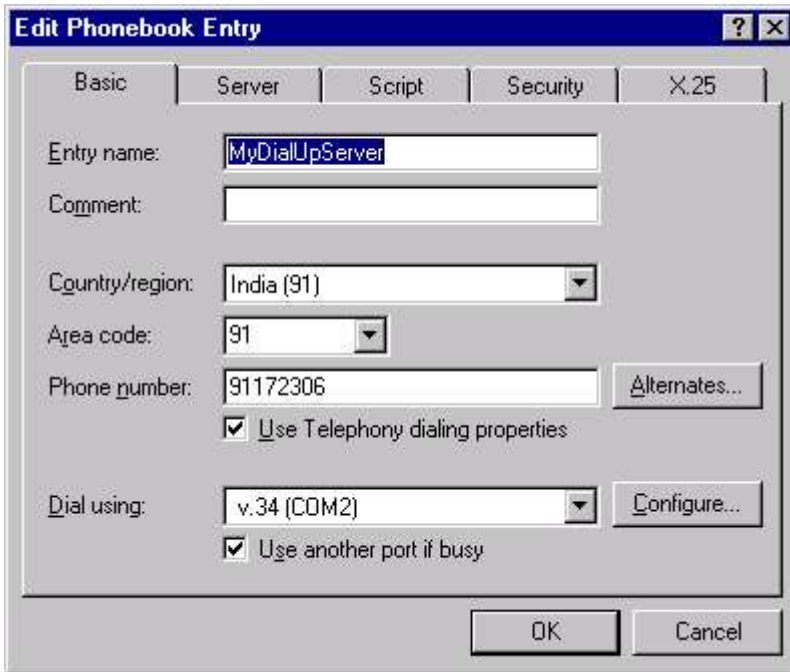 Edit Phonebook Entry
Basic Server Script Security X.25
Entry name: MyDialUpServer
Comment:
Country/region: India (91)
Area code: 91
Phone number: 91172306 Alternates...
Use Telephony dialing properties
Dial using: v.34 (COM2) Configure...
Use another port if busy
OK Cancel